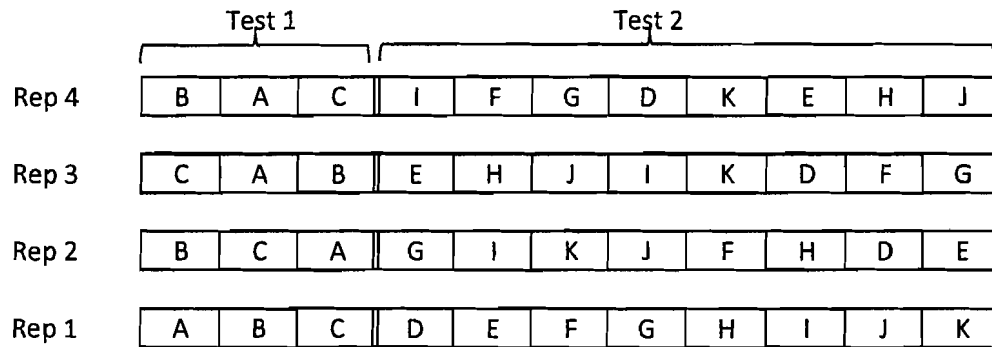 Test 1 Test 2
Rep 4 B A C I F G D K E H J
Rep 3 C A B E H J I K D F G
Rep 2 B C A G I K J F H D E
Rep 1 A B C D E F G H I J K